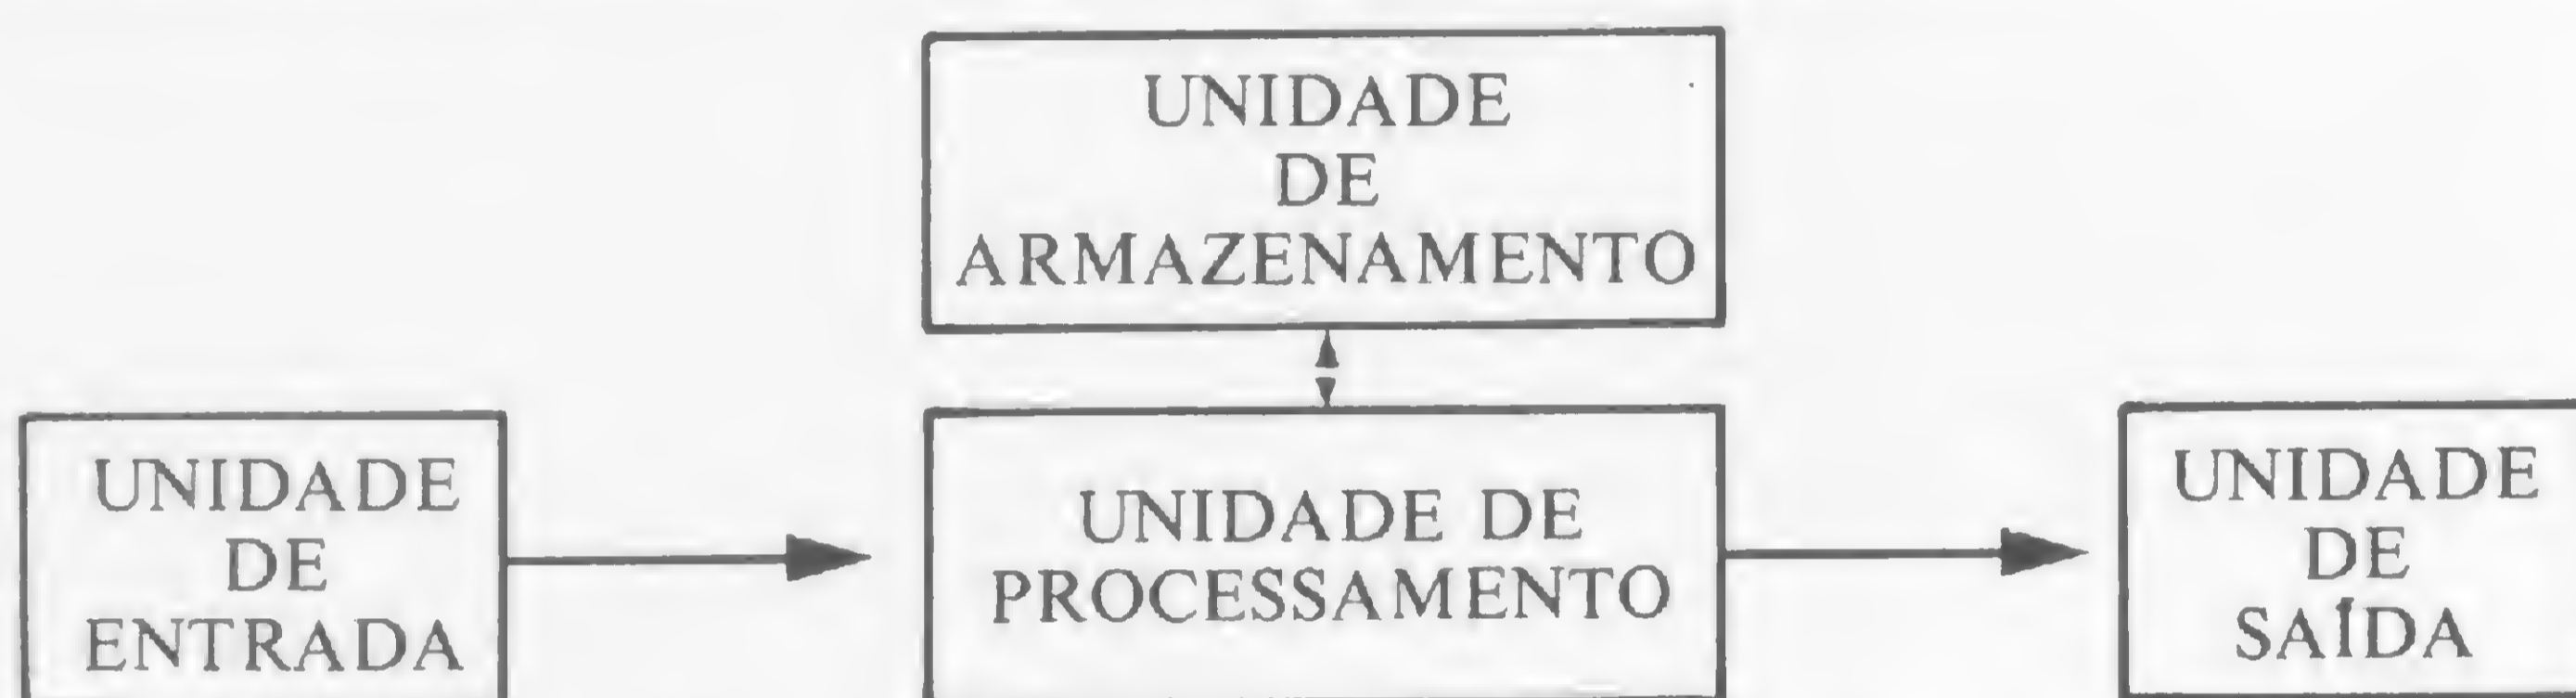 UNIDADE
DE
ARMAZENAMENTO
UNIDADE
DE
ENTRADA
UNIDADE DE
PROCESSAMENTO
UNIDADE
DE
SAÍDA